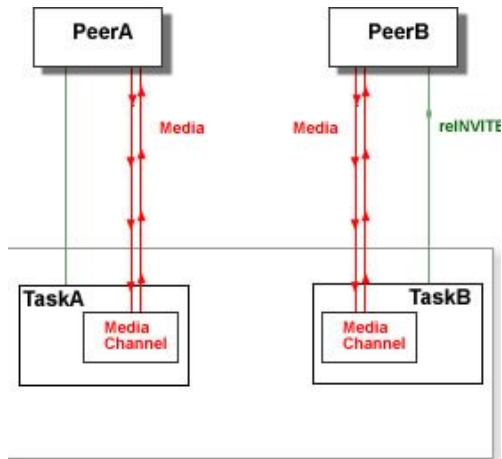 PeerA
PeerB
Media
Media
reINVITE
TaskA
TaskB
Media
Channel
Media
Channel